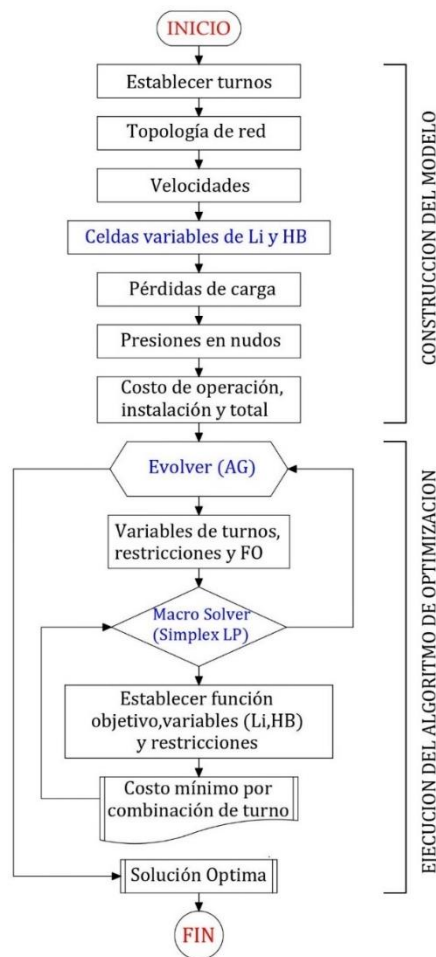 INICIO
Establecer turnos
Topología de red
Velocidades
Celdas variables de Li y HB
Pérdidas de carga
Presiones en nudos
Costo de operación,
instalación y total
CONSTRUCCION DEL MODELO
Evolver (AG)
Variables de turnos,
restricciones y FO
Macro Solver
(Simplex LP)
Establecer función
objetivo,variables (Li,HB)
y restricciones
Costo mínimo por
combinación de turno
Solución Optima
FIN
EJECUCION DEL ALGORITMO DE OPTIMIZACION